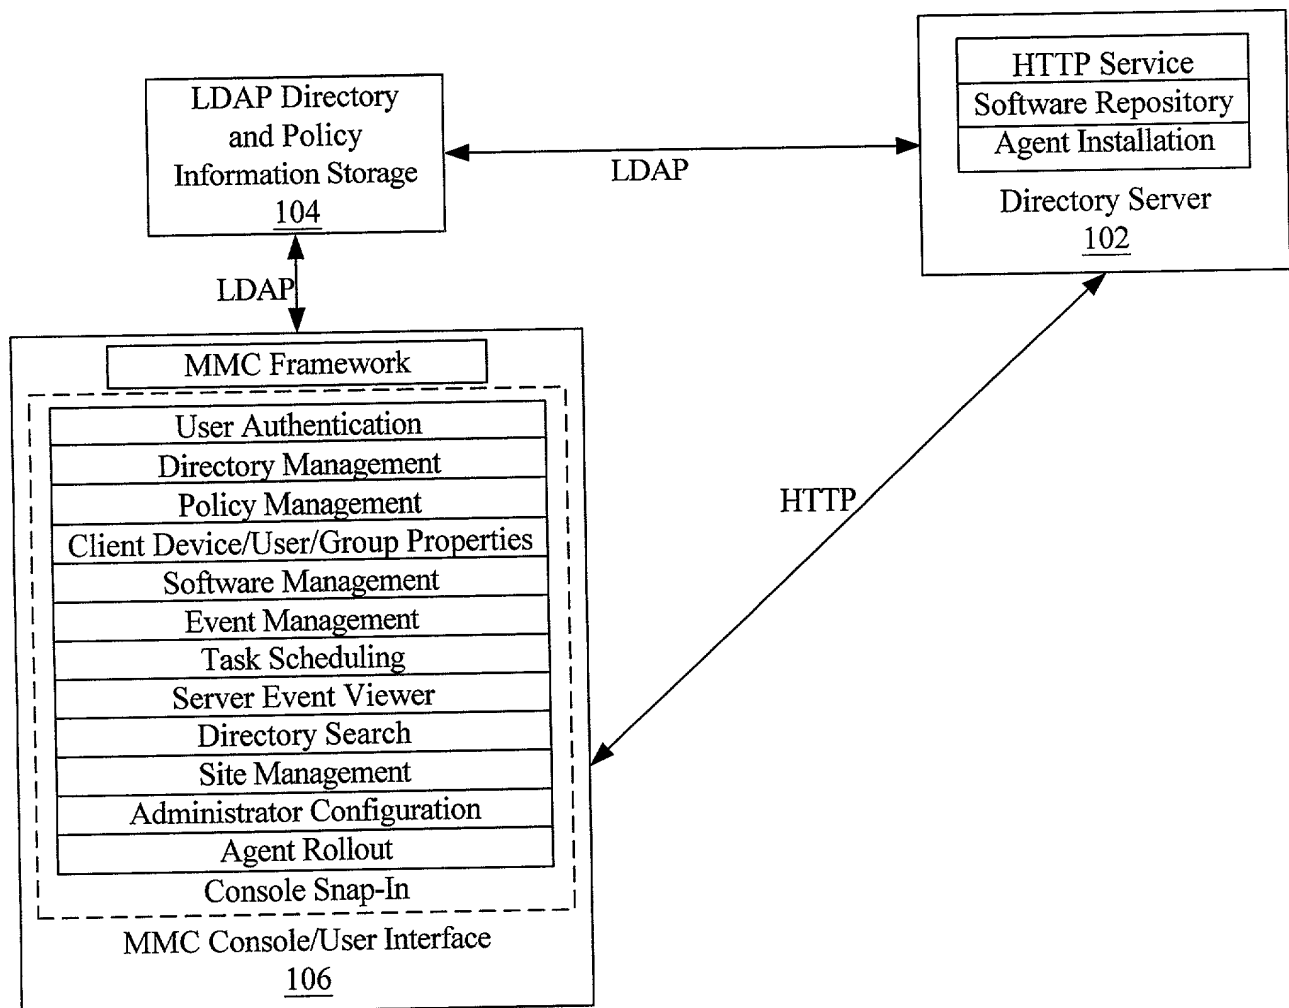 HTTP Service
Software Repository
Agent Installation
Directory Server
102
LDAP Directory
and Policy
Information Storage
104
LDAP
LDAP
HTTP
MMC Framework
User Authentication
Directory Management
Policy Management
Client Device/User/Group Properties
Software Management
Event Management
Task Scheduling
Server Event Viewer
Directory Search
Site Management
Administrator Configuration
Agent Rollout
Console Snap-In
MMC Console/User Interface
106